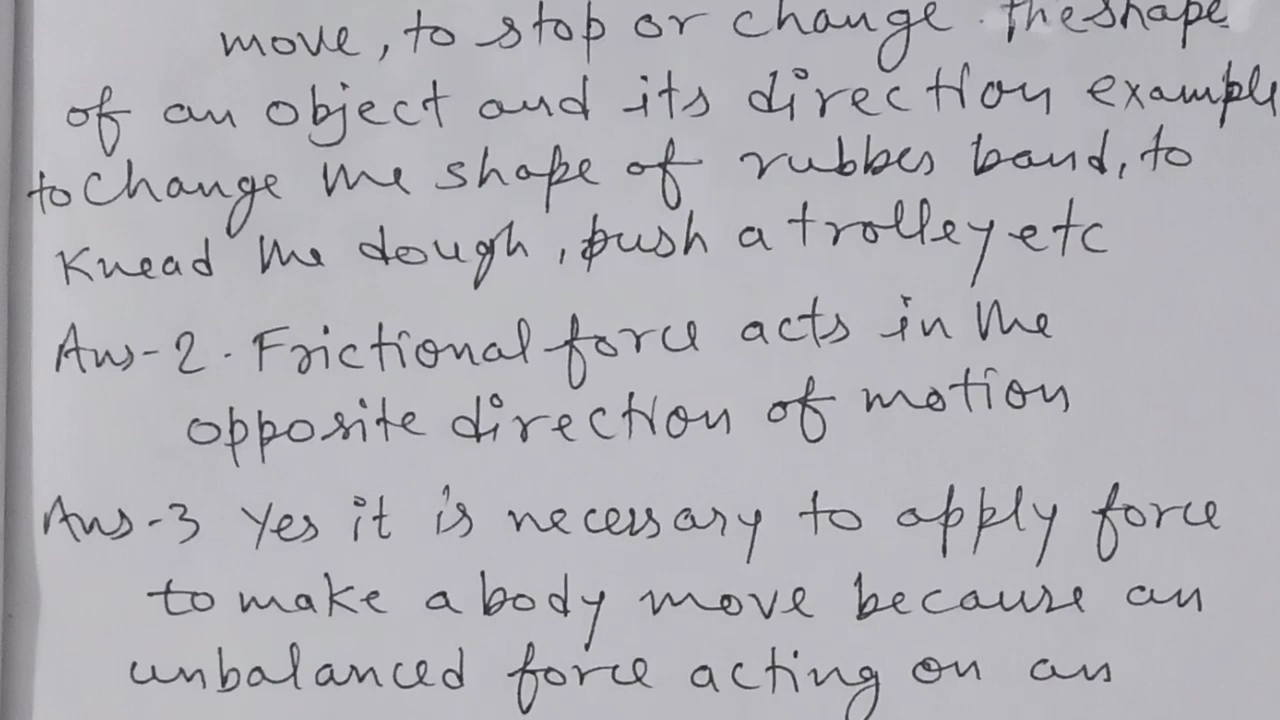 move, to stop or change the shape
of an object and its direction example
to change the shape of rubber band, to
Knead the dough, push a trolley etc
Ans-2. Frictional force acts in the
opposite direction of motion
Ans-3 Yes it is necessary to apply force
to make a body move because an
unbalanced force acting on an